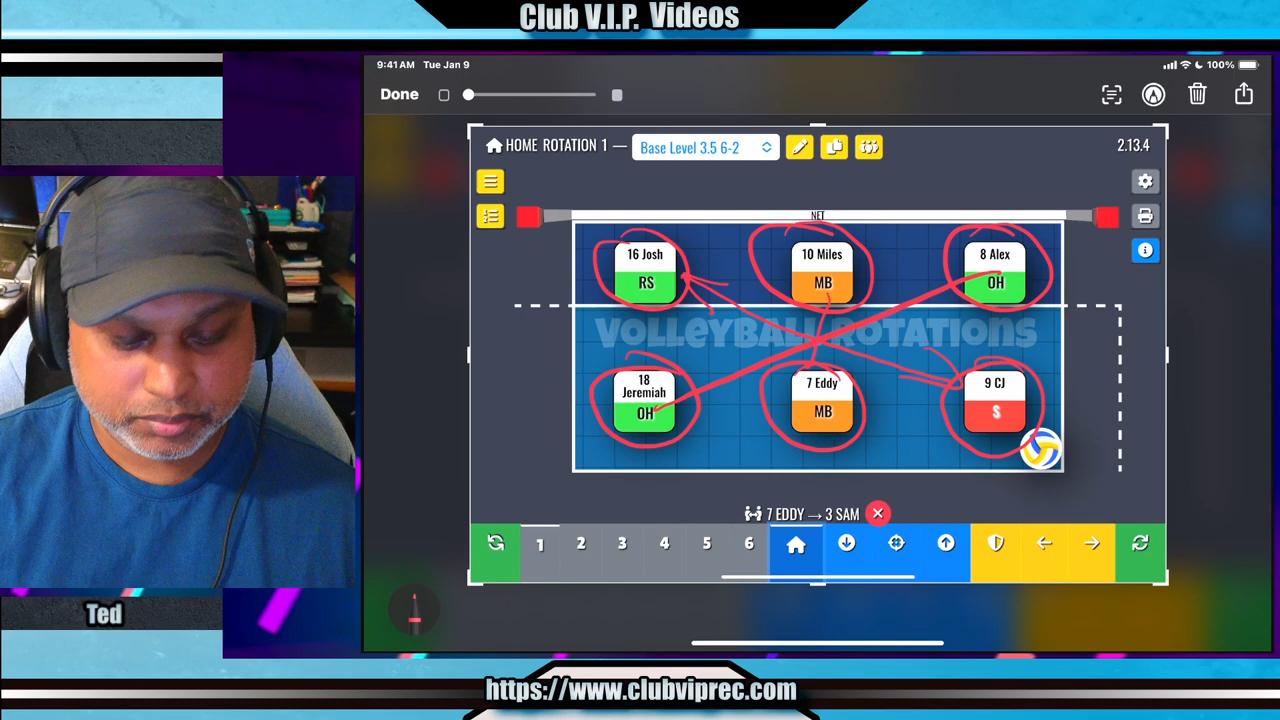 Club V.I.P. Videos
9:41 AM Tue Jan 9
100%
Done
HOME ROTATION 1 —
Base Level 3.5 6-2
2.13.4
NET
16 Josh
RS
10 Miles
MB
8 Alex
OH
VOLLEYBALL ROTATIONS
18
Jeremiah
OH
7 Eddy
MB
9 CJ
S
7 EDDY → 3 SAM
1 2 3 4 5 6
Ted
https://www.clubviprec.com